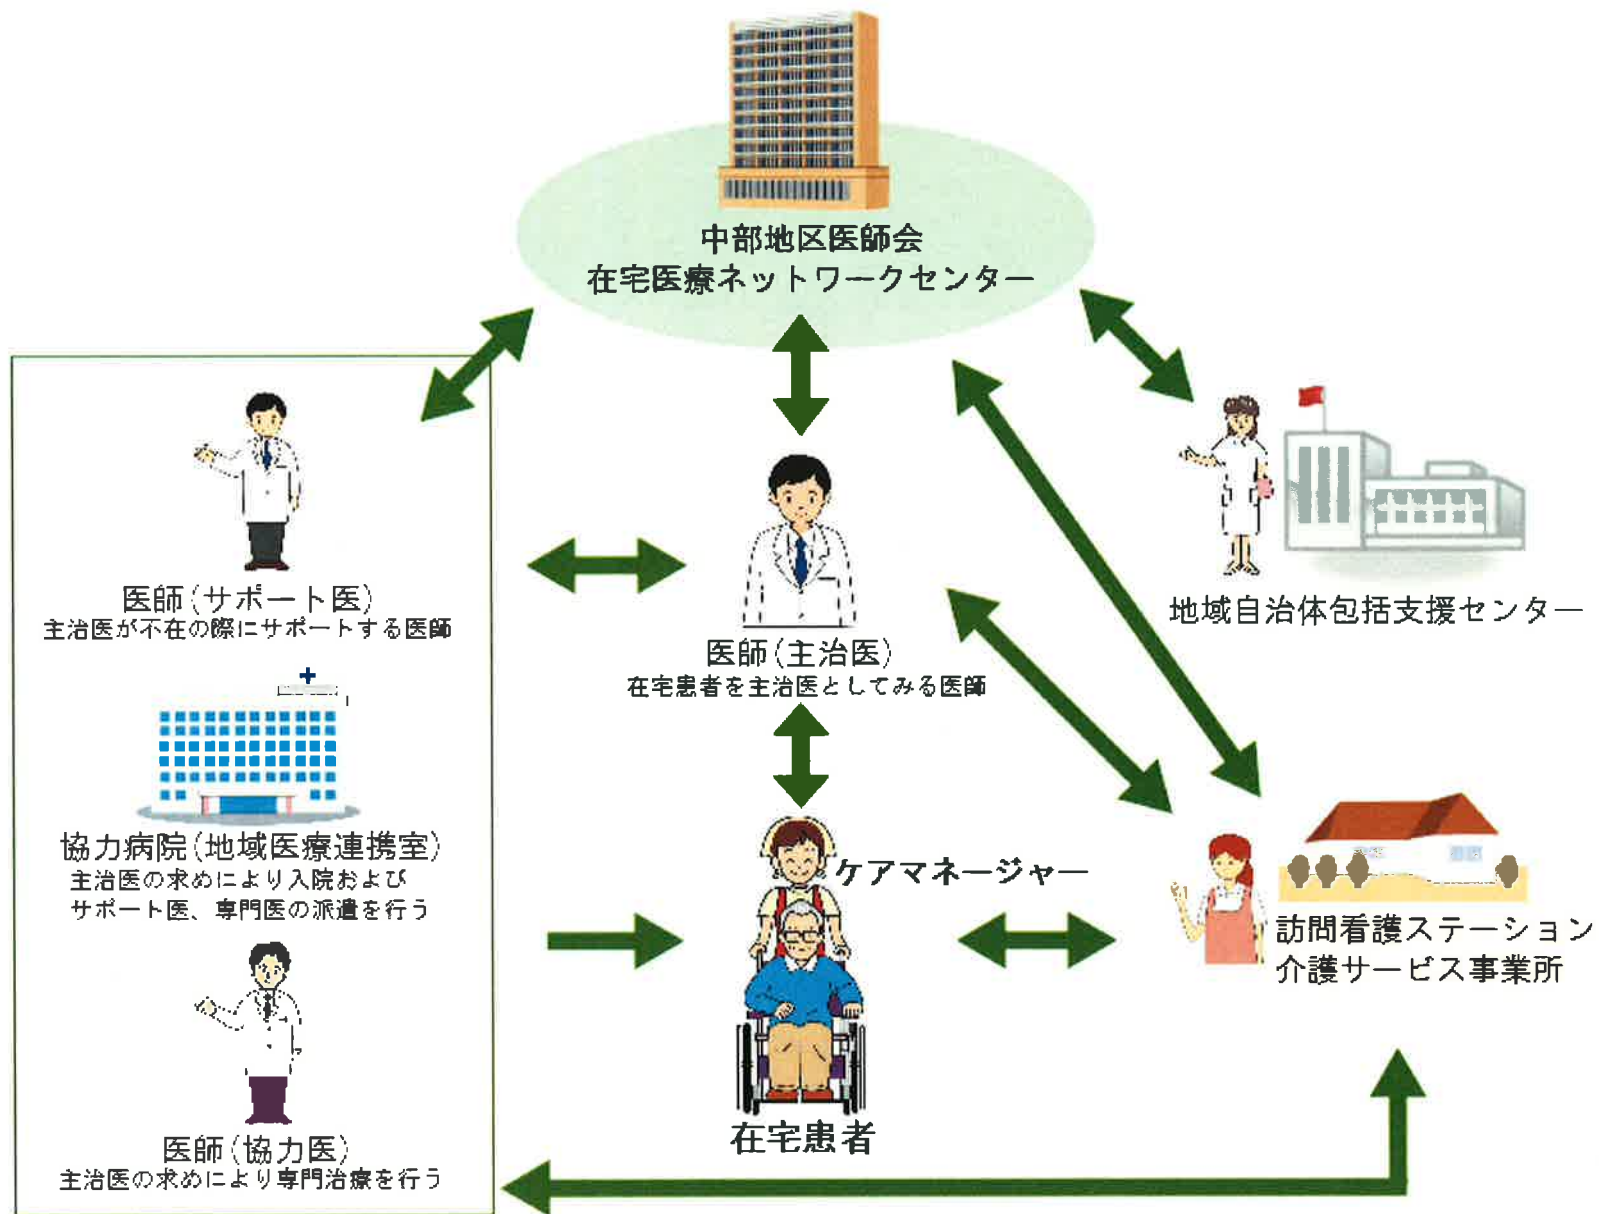 中部地区医師会
在宅医療ネットワークセンター
医師(サポート医)
主治医が不在の際にサポートする医師
協力病院(地域医療連携室)
主治医の求めにより入院および
サポート医、専門医の派遣を行う
医師(協力医)
主治医の求めにより専門治療を行う
医師(主治医)
在宅患者を主治医としてみる医師
ケアマネージャー
在宅患者
地域自治体包括支援センター
訪問看護ステーション
介護サービス事業所